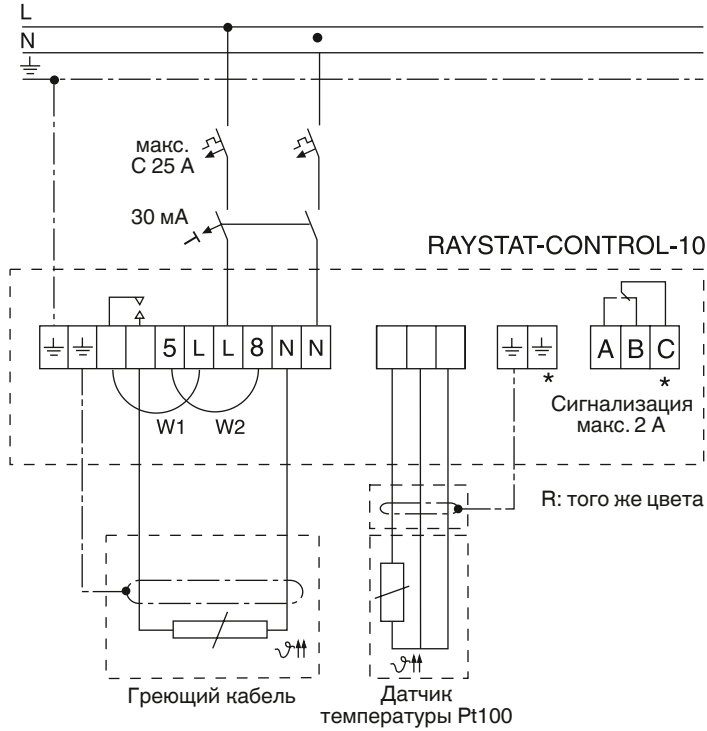 L
N
макс.
C 25 A
30 мА
RAYSTAT-CONTROL-10
5 L L 8 N N
A B C
*
*
W1 W2
Сигнализация
макс. 2 А
R: того же цвета
Греющий кабель
Датчик
температуры Pt100